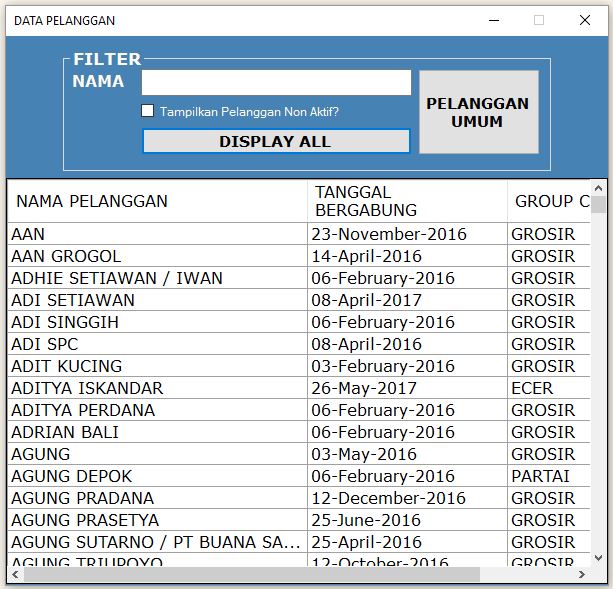 DATA PELANGGAN
FILTER
NAMA
Tampilkan Pelanggan Non Aktif?
DISPLAY ALL
PELANGGAN
UMUM
NAMA PELANGGAN TANGGAL BERGABUNG GROUP C
AAN 23-November-2016 GROSIR
AAN GROGOL 14-April-2016 GROSIR
ADHIE SETIAWAN / IWAN 06-February-2016 GROSIR
ADI SETIAWAN 08-April-2017 GROSIR
ADI SINGGIH 06-February-2016 GROSIR
ADI SPC 08-April-2016 GROSIR
ADIT KUCING 03-February-2016 GROSIR
ADITYA ISKANDAR 26-May-2017 ECER
ADITYA PERDANA 06-February-2016 GROSIR
ADRIAN BALI 06-February-2016 GROSIR
AGUNG 03-May-2016 GROSIR
AGUNG DEPOK 06-February-2016 PARTAI
AGUNG PRADANA 12-December-2016 GROSIR
AGUNG PRASETYA 25-June-2016 GROSIR
AGUNG SUTARNO / PT BUANA SA... 25-April-2016 GROSIR
AGUNG 12-October-2016 GROSIR